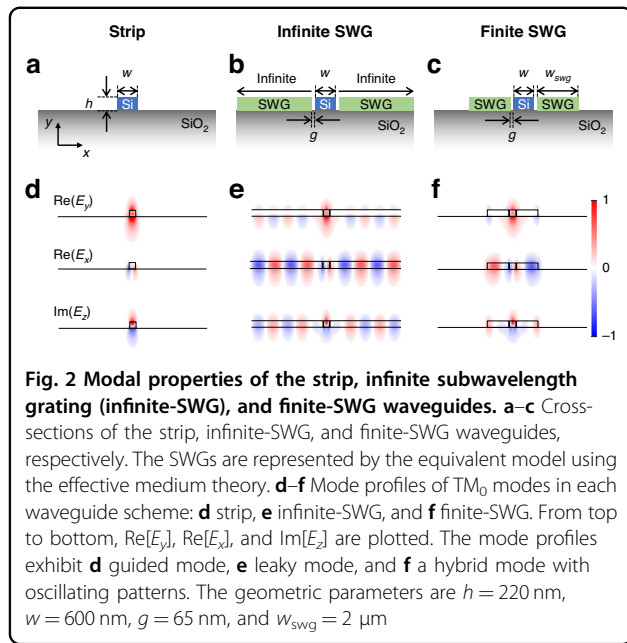 Strip
Infinite SWG
Finite SWG
a
b
c
w
h
Si
SiO2
y
x
Infinite
w
Infinite
SWG
Si
SWG
g
SiO2
w
wswg
SWG
Si
SWG
g
SiO2
d
e
f
Re(Ey)
Re(Ex)
Im(Ez)
1
0
−1
Fig. 2 Modal properties of the strip, infinite subwavelength
grating (infinite-SWG), and finite-SWG waveguides. a–c Cross-
sections of the strip, infinite-SWG, and finite-SWG waveguides,
respectively. The SWGs are represented by the equivalent model using
the effective medium theory. d–f Mode profiles of TM0 modes in each
waveguide scheme: d strip, e infinite-SWG, and f finite-SWG. From top
to bottom, Re[Ey], Re[Ex], and Im[Ez] are plotted. The mode profiles
exhibit d guided mode, e leaky mode, and f a hybrid mode with
oscillating patterns. The geometric parameters are h = 220 nm,
w = 600 nm, g = 65 nm, and wswg = 2 μm